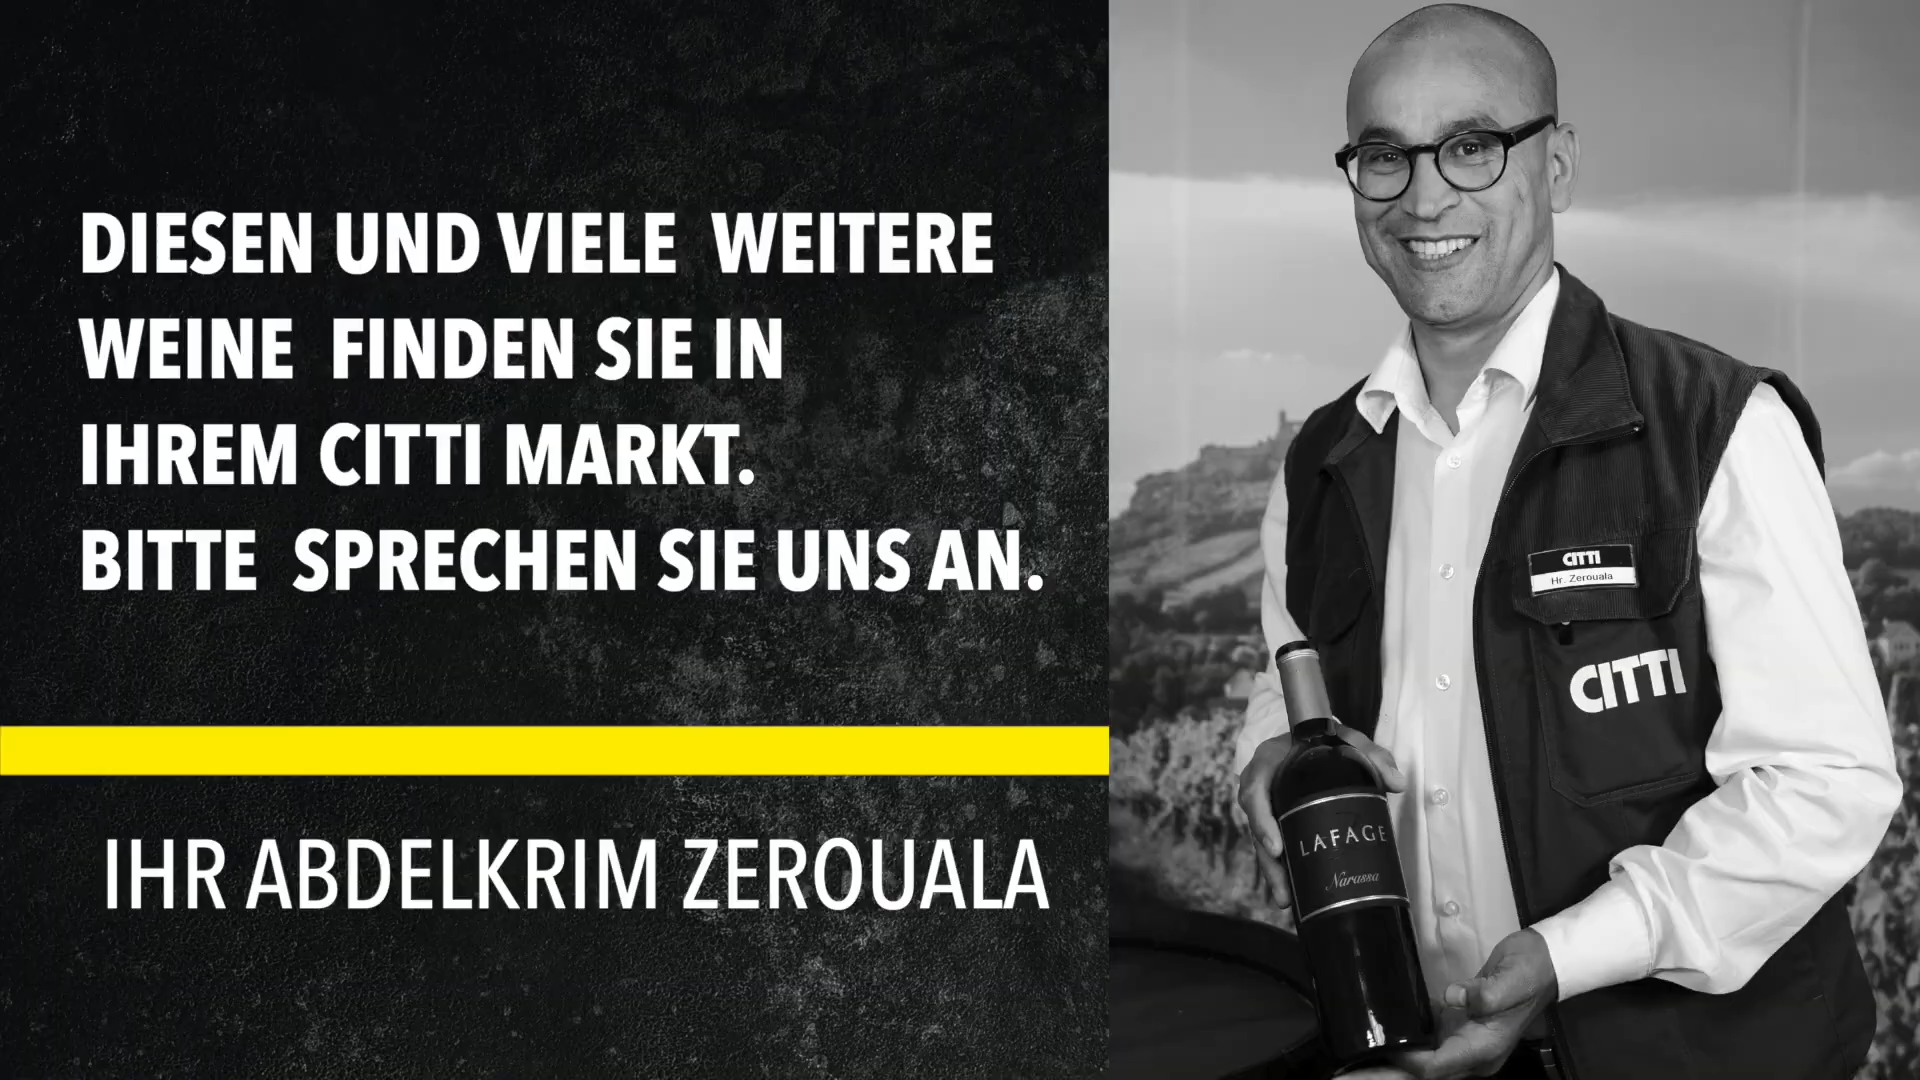 DIESEN UND VIELE WEITERE
WEINE FINDEN SIE IN
IHREM CITTI MARKT.
BITTE SPRECHEN SIE UNS AN.
IHR ABDELKRIM ZEROUALA
CITTI
Hr. Zerouala
CITTI
LAFAGE
Narassa